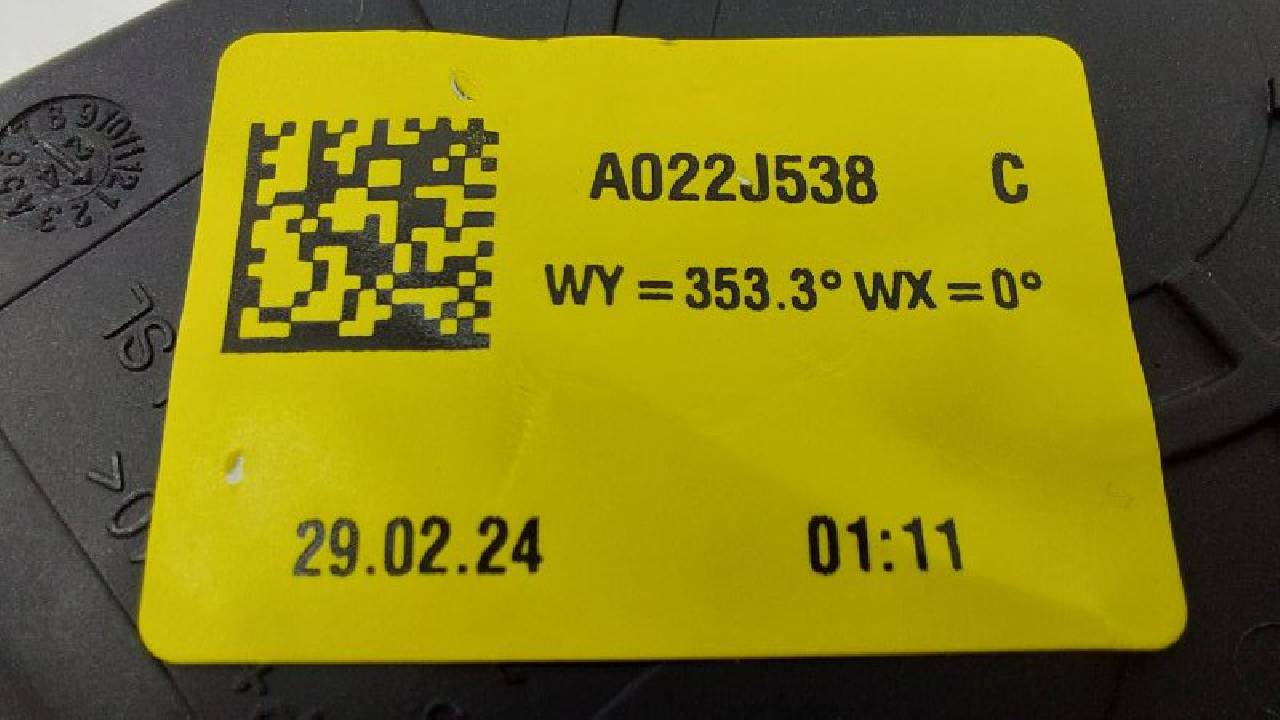 A022J538 C
WY = 353.3° WX = 0°
29.02.24 01:11